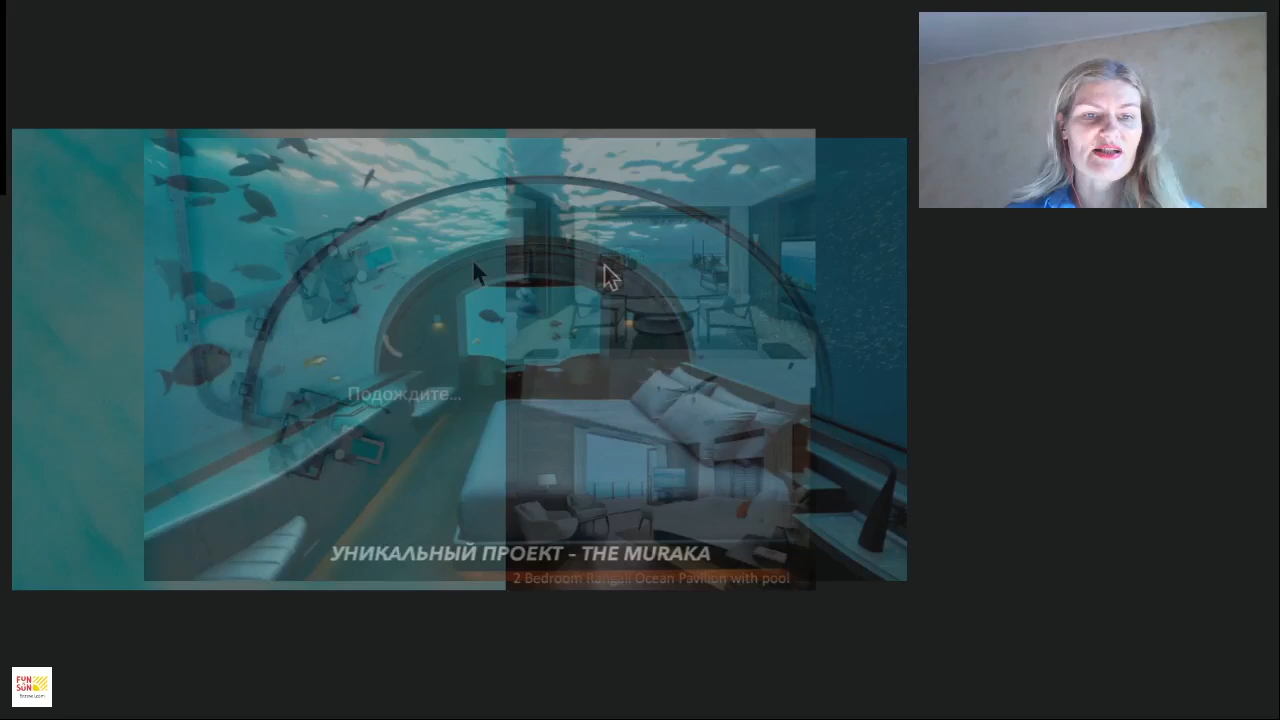 Подождите...
УНИКАЛЬНЫЙ ПРОЕКТ – THE MURAKA
2 Bedroom Rangali Ocean Pavilion with pool
FUN
SUN